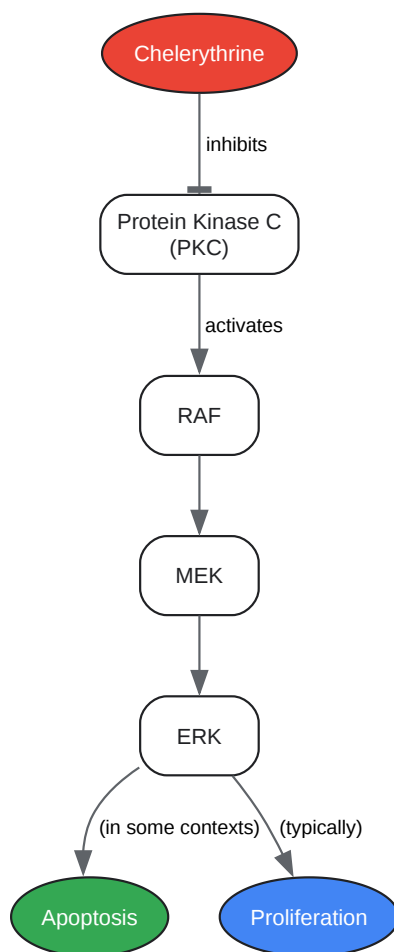 Chelerythrine
inhibits
Protein Kinase C
(PKC)
activates
RAF
MEK
ERK
(in some contexts)
(typically)
Apoptosis
Proliferation